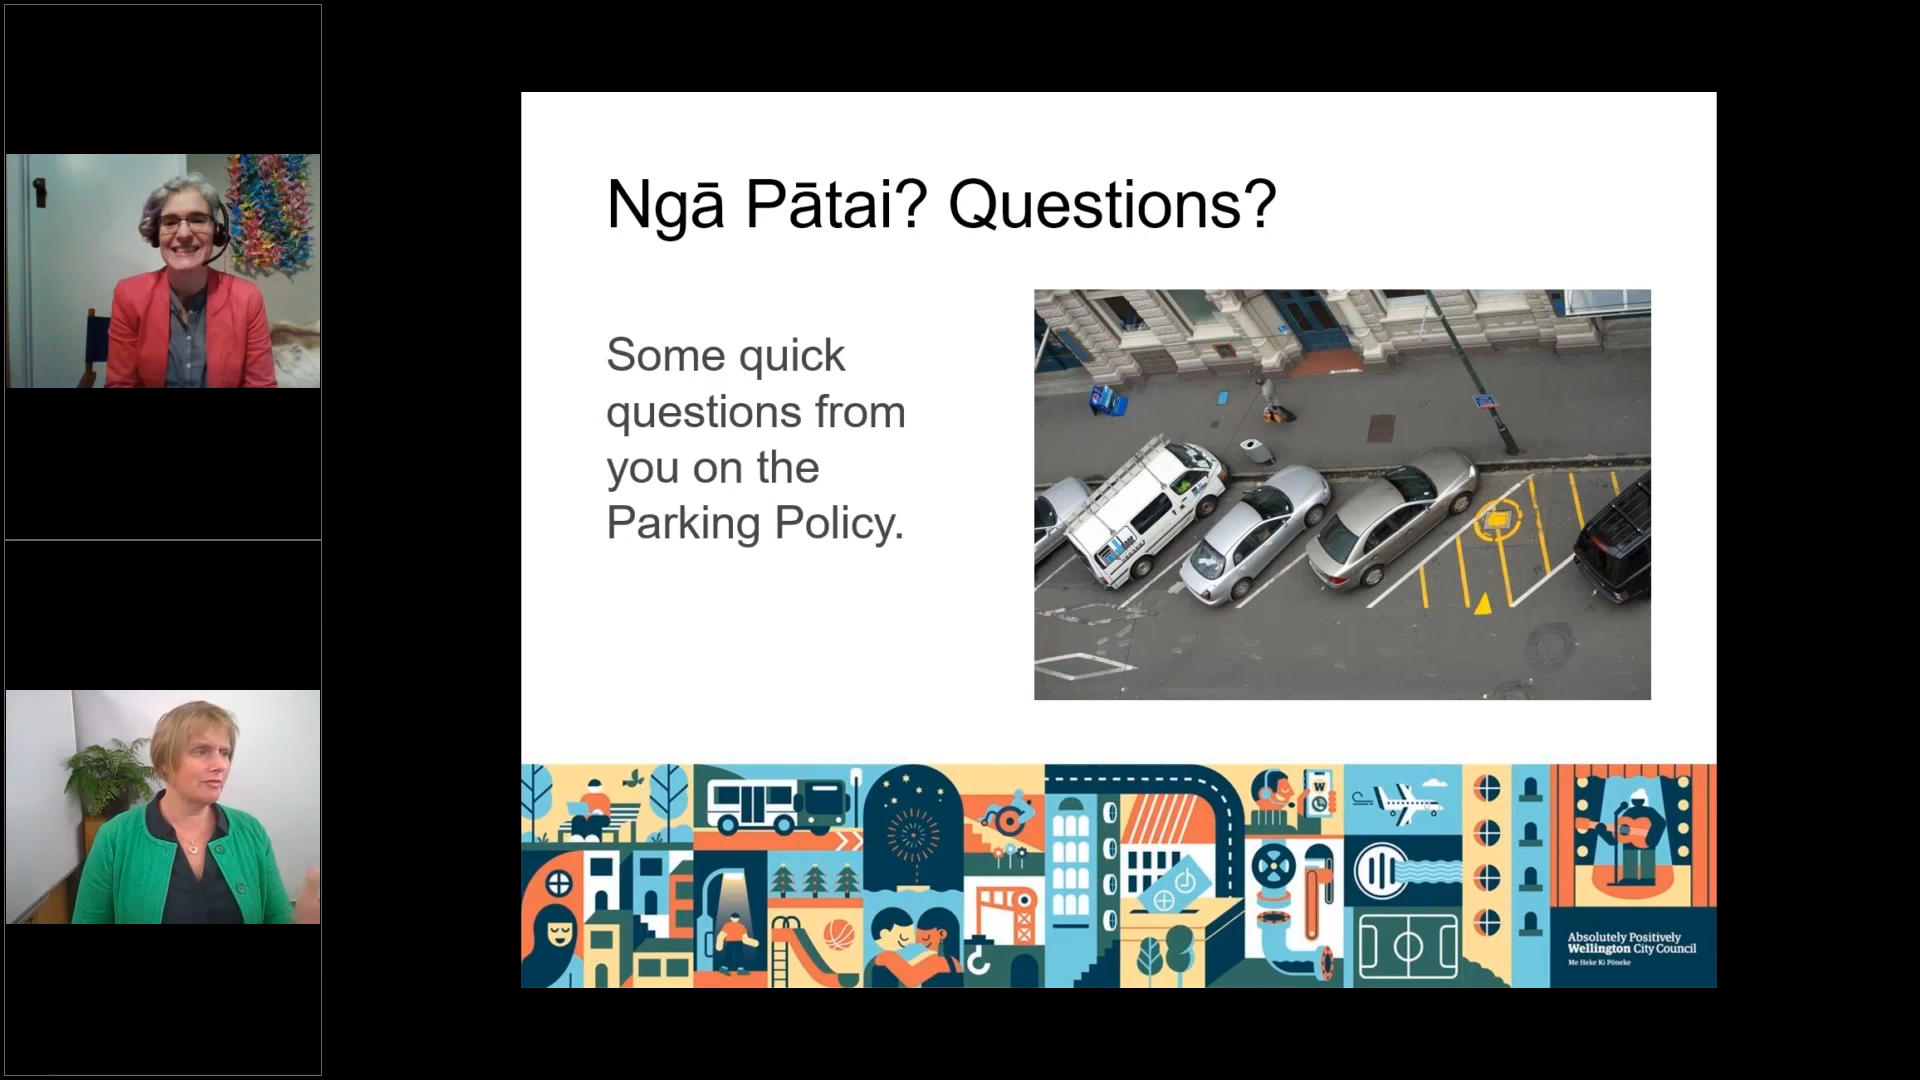 Ngā Pātai? Questions?
Some quick
questions from
you on the
Parking Policy.
W
Absolutely Positively
Wellington City Council
Me Heke Ki Pōneke